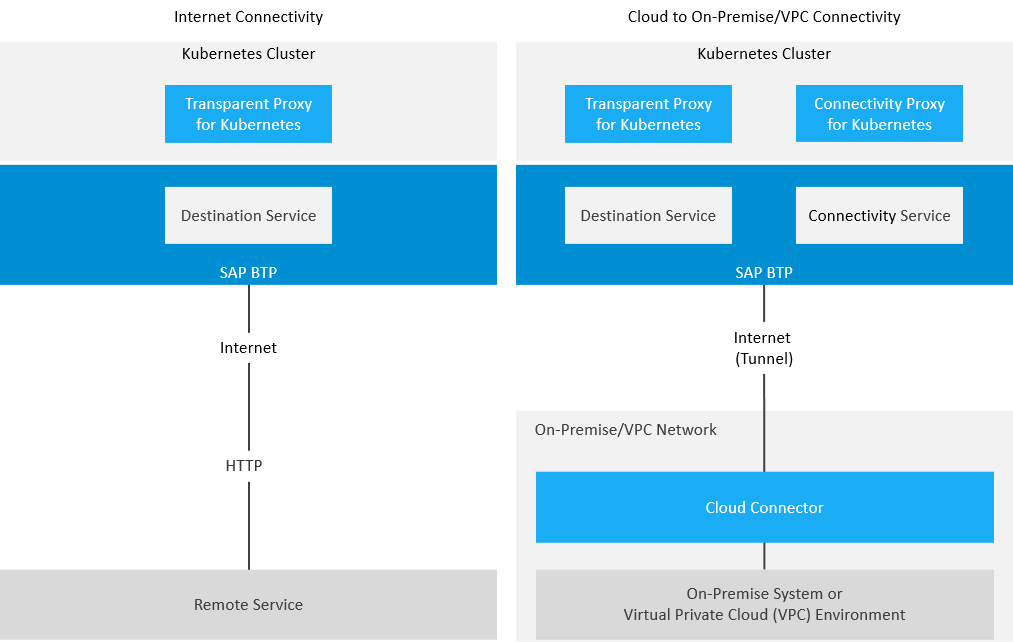 Internet Connectivity
Kubernetes Cluster
Transparent Proxy
for Kubernetes
Destination Service
SAP BTP
Internet
HTTP
Remote Service
Cloud to On-Premise/VPC Connectivity
Kubernetes Cluster
Transparent Proxy
for Kubernetes
Connectivity Proxy
for Kubernetes
Destination Service
Connectivity Service
SAP BTP
Internet
(Tunnel)
On-Premise/VPC Network
Cloud Connector
On-Premise System or
Virtual Private Cloud (VPC) Environment